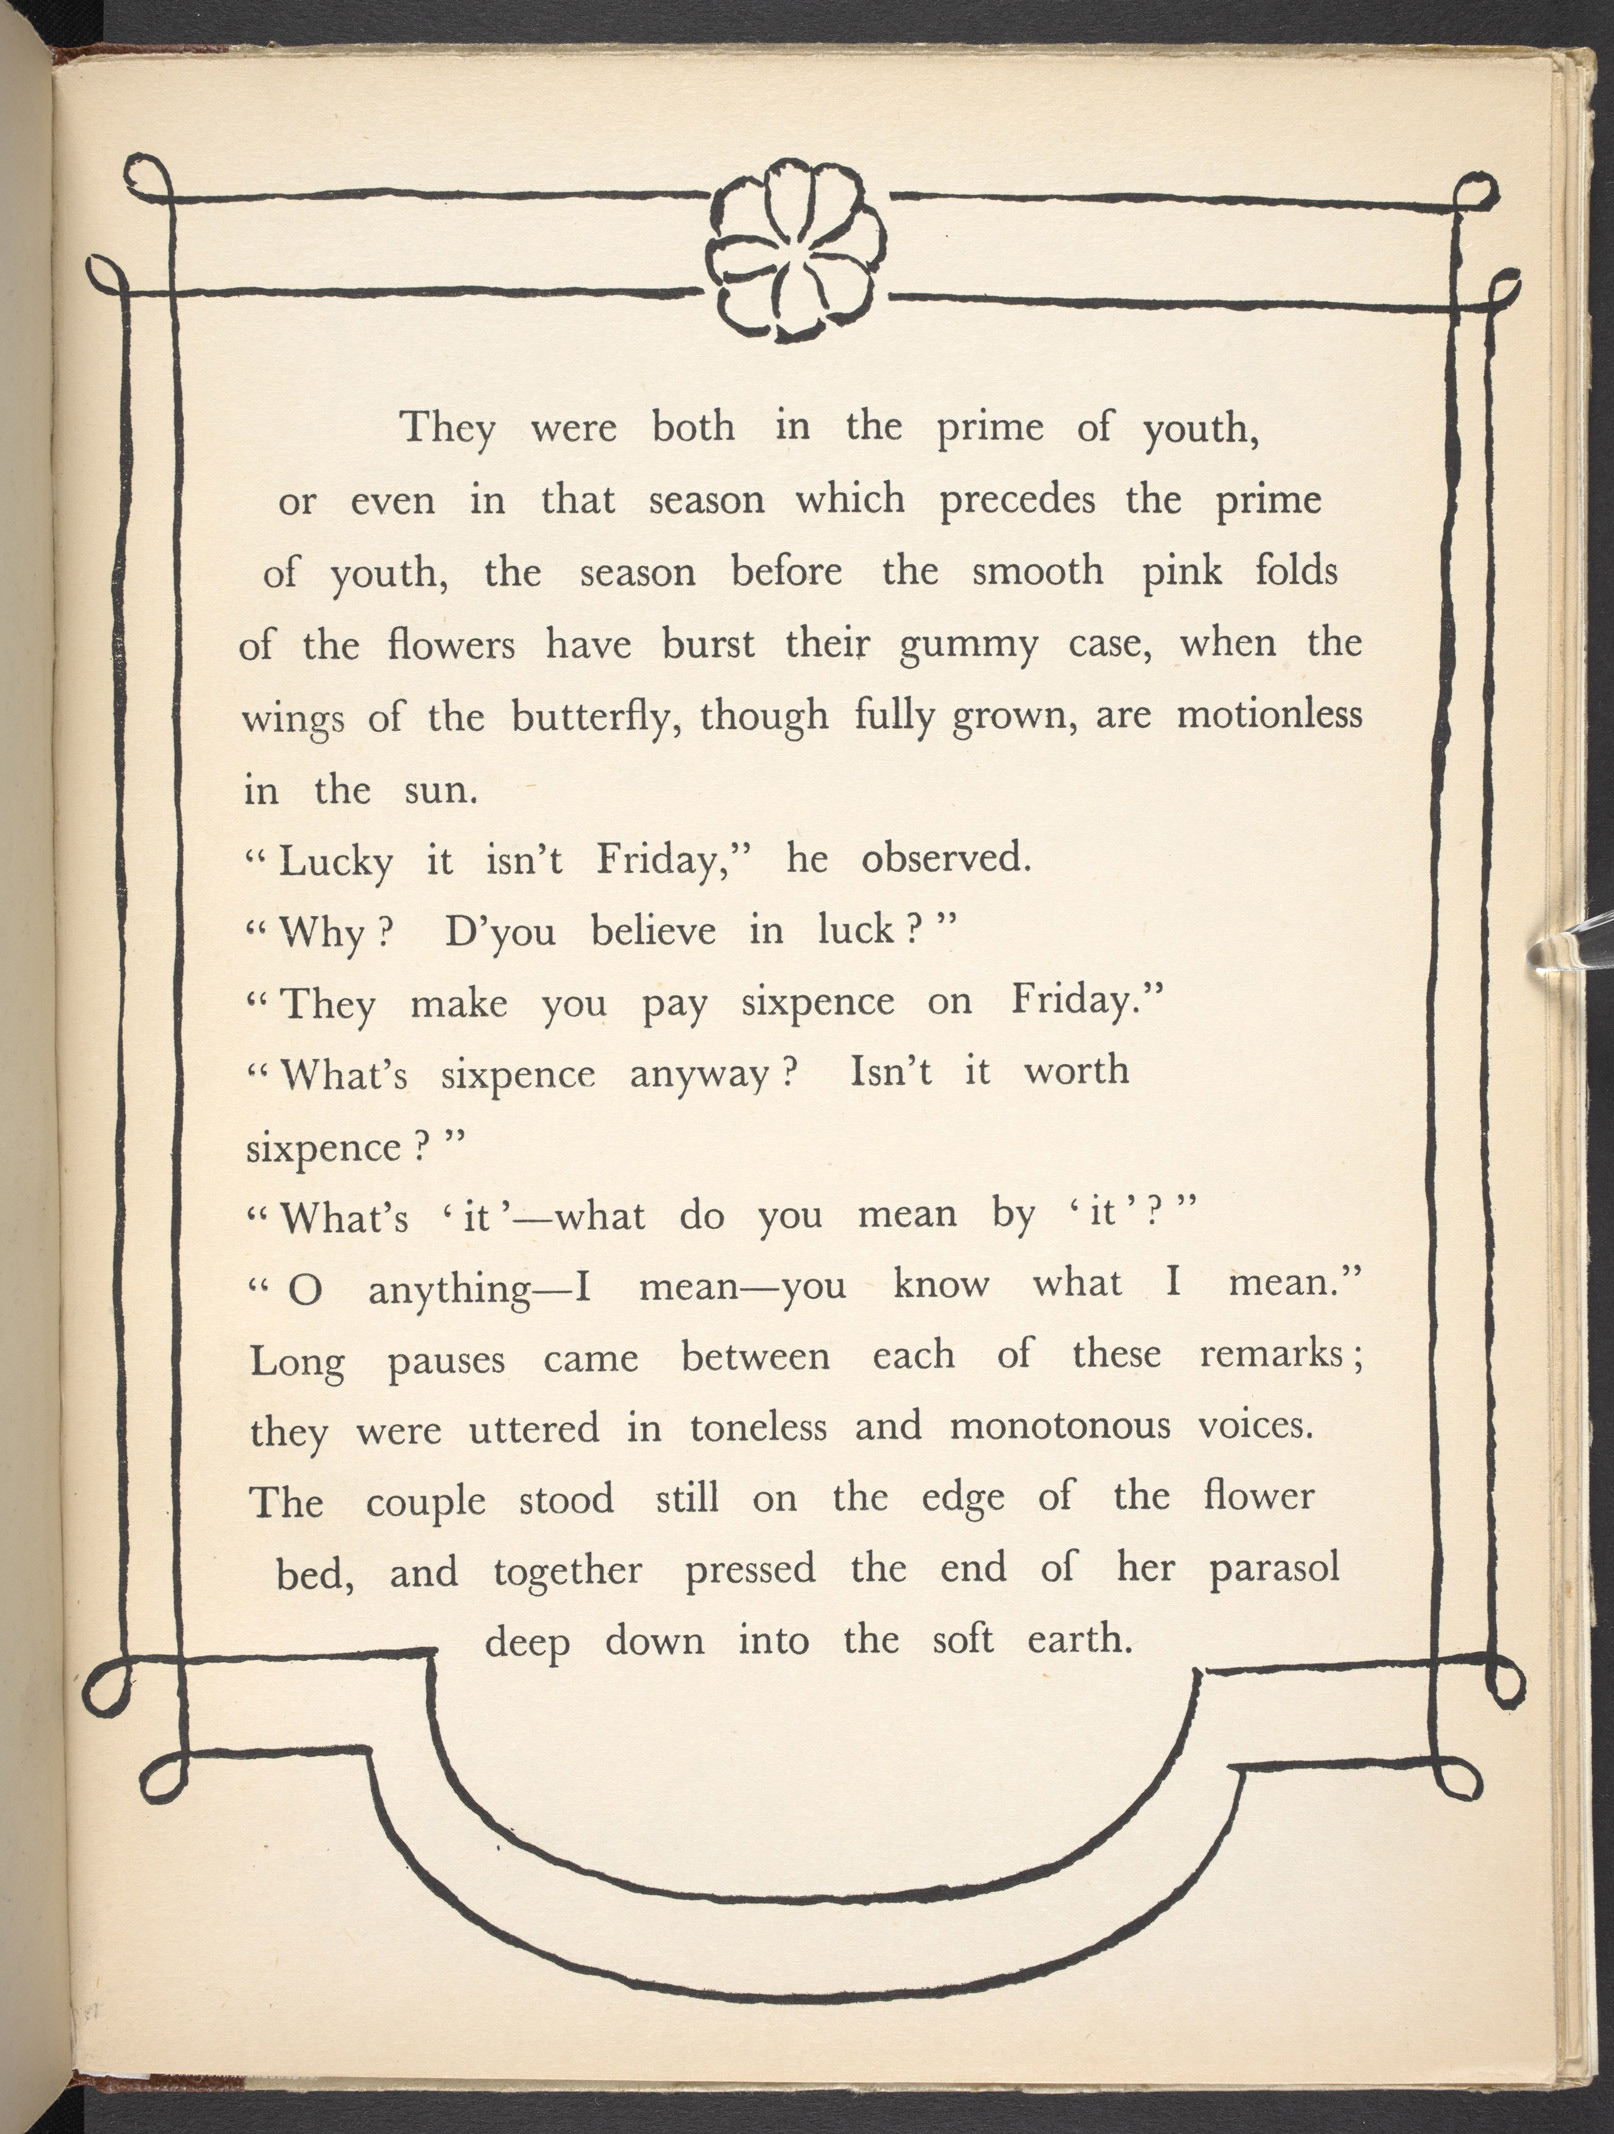 They were both in the prime of youth,
or even in that season which precedes the prime
of youth, the season before the smooth pink folds
of the flowers have burst their gummy case, when the
wings of the butterfly, though fully grown, are motionless
in the sun.
“ Lucky it isn’t Friday,” he observed.
“ Why ? D’you believe in luck ? ”
“ They make you pay sixpence on Friday.”
“ What’s sixpence anyway ? Isn’t it worth
sixpence ? ”
“ What’s ‘ it ’—what do you mean by ‘ it ’ ? ”
“ O anything—I mean—you know what I mean.”
Long pauses came between each of these remarks ;
they were uttered in toneless and monotonous voices.
The couple stood still on the edge of the flower
bed, and together pressed the end of her parasol
deep down into the soft earth.